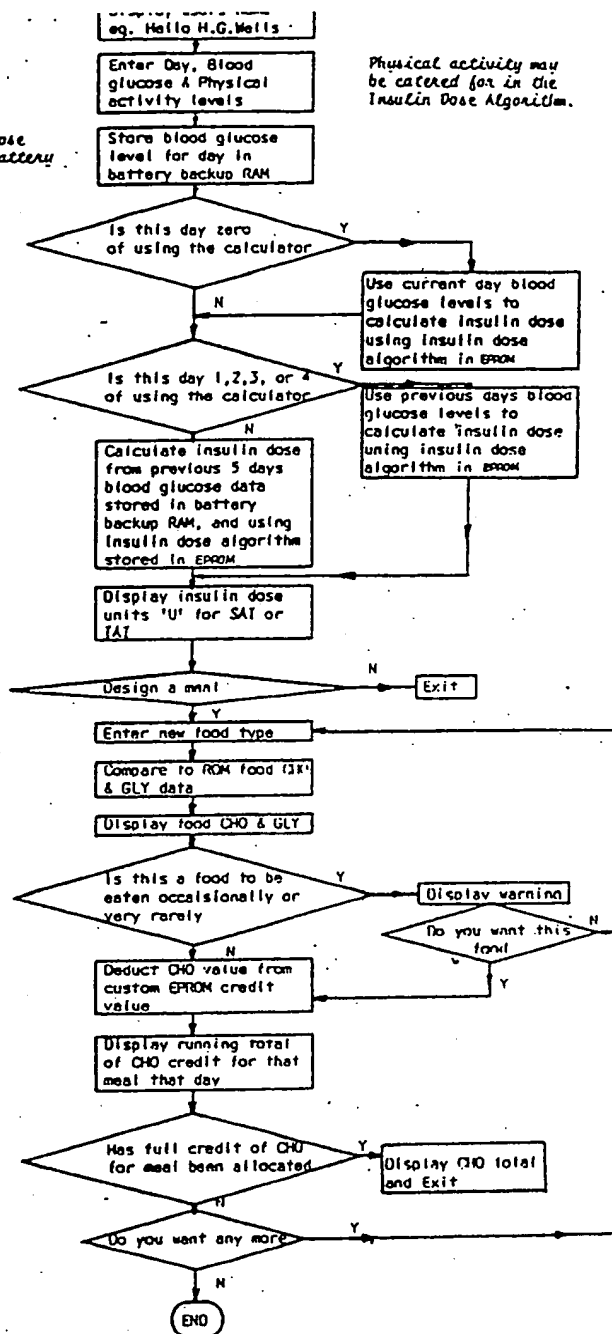 eg. Hallo H.G.Wells
Enter Day, Blood
glucose & Physical
activity levels
Physical activity may
be catered for in the
Insulin Dose Algorithm.
ose
attery
Store blood glucose
level for day in
battery backup RAM
Is this day zero
of using the calculator
Y
N
Use current day blood
glucose levels to
calculate insulin dose
using insulin dose
algorithm in EPROM
Is this day 1,2,3, or 4
of using the calculator
Y
N
Use previous days blood
glucose levels to
calculate insulin dose
uning insulin dose
algorithm in EPROM
Calculate insulin dose
from previous 5 days
blood glucose data
stored in battery
backup RAM, and using
insulin dose algorithm
stored in EPROM
Display insulin dose
units 'U' for SAI or
IAI
Design a meal
N
Exit
Y
Enter new food type
Compare to ROM food
& GLY data
Display food CHO & GLY
Is this a food to be
eaten occaisionally or
very rarely
Y
Display warning
N
Do you want this
food
N
Y
Deduct CHO value from
custom EPROM credit
value
Display running total
of CHO credit for that
meal that day
Has full credit of CHO
for meal been allocated
Y
Display CHO total
and Exit
N
Do you want any more
Y
N
END